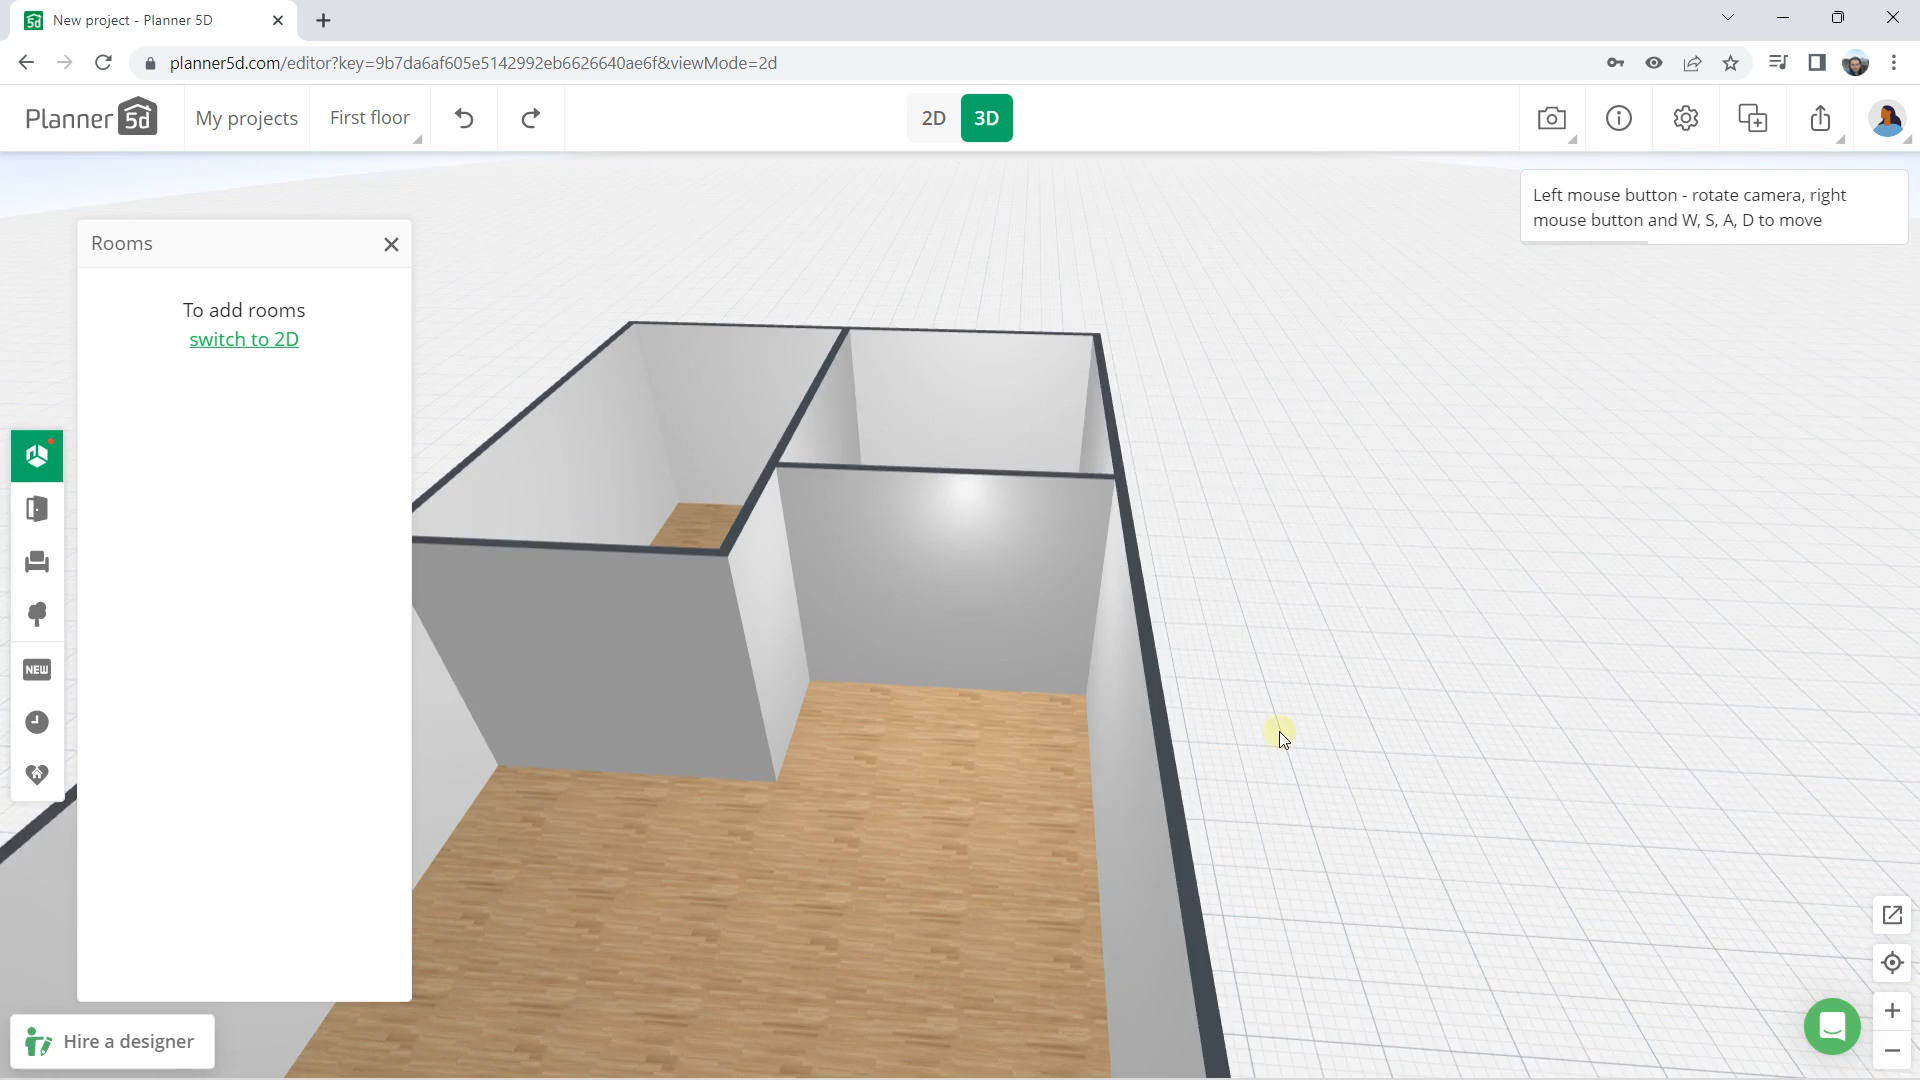 New project - Planner 5D
planner5d.com/editor?key=9b7da6af605e5142992eb6626640ae6f&viewMode=2d
Planner 5d
My projects
First floor
2D
3D
Left mouse button - rotate camera, right
mouse button and W, S, A, D to move
Rooms
To add rooms
switch to 2D
NEW
Hire a designer